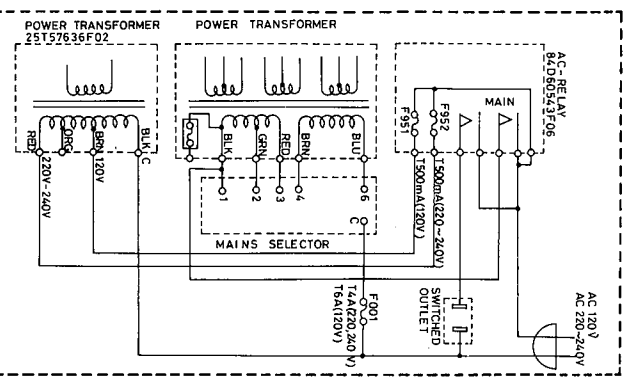 POWER TRANSFORMER
25T57636F02
POWER TRANSFORMER
AC-RELAY
84D60543F06
MAIN
F951
F952
RED
ORG
BRN
BLK
C
220V-240V
120V
BLK
GRN
RED
BRN
BLU
T500mA(120V)
T500mA(220~240V)
1
2
3
4
6
C
MAINS SELECTOR
F001
T4A(220,240V)
T6A(120V)
SWITCHED
OUTLET
AC 120V
AC 220~240V